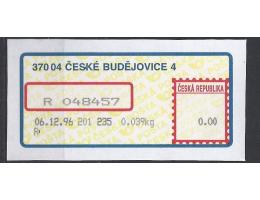 370 04 ČESKÉ BUDĚJOVICE 4
ČESKÁ REPUBLIKA
R 048457
06.12.96 201 235 0.039kg
0.00
A